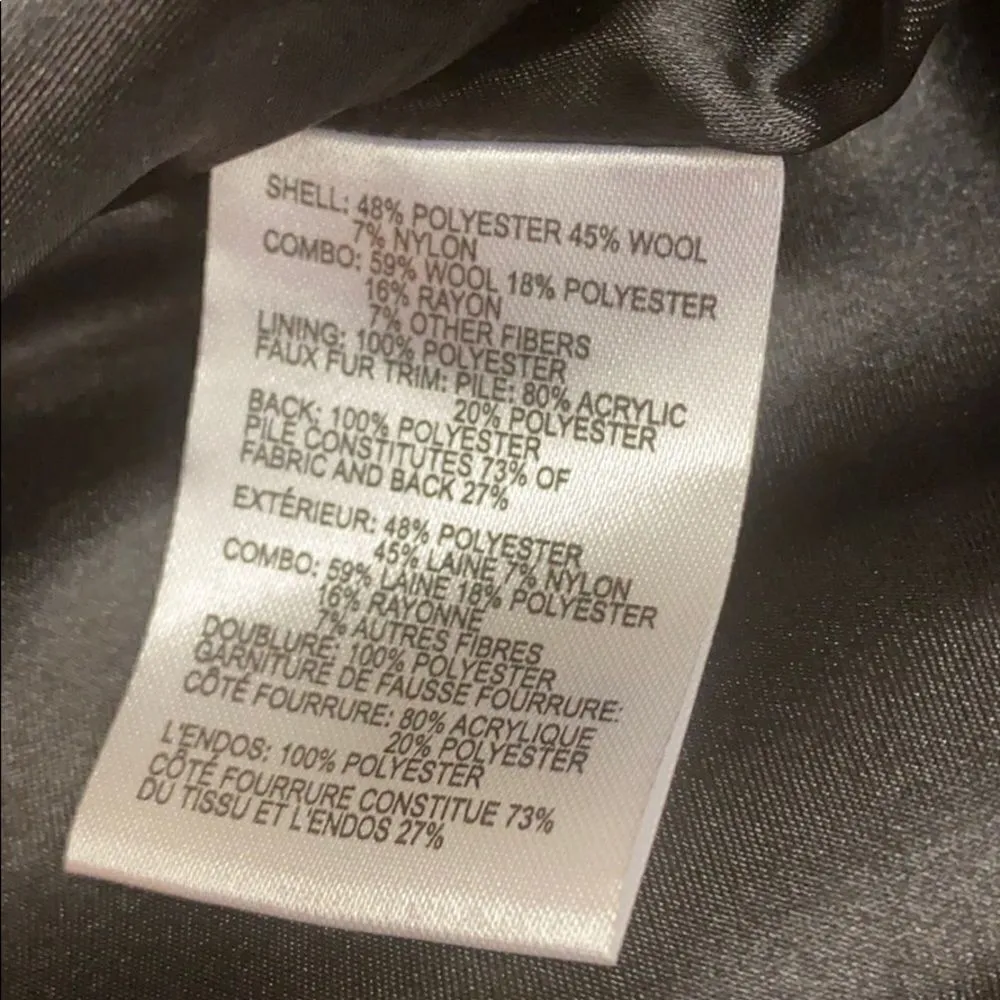 SHELL: 48% POLYESTER 45% WOOL
7% NYLON
COMBO: 59% WOOL 18% POLYESTER
16% RAYON
7% OTHER FIBERS
LINING: 100% POLYESTER
FAUX FUR TRIM: PILE: 80% ACRYLIC
20% POLYESTER
BACK: 100% POLYESTER
PILE CONSTITUTES 73% OF
FABRIC AND BACK 27%
EXTÉRIEUR: 48% POLYESTER
45% LAINE 7% NYLON
COMBO: 59% LAINE 18% POLYESTER
16% RAYONNE
7% AUTRES FIBRES
DOUBLURE: 100% POLYESTER
GARNITURE DE FAUSSE FOURRURE:
CÔTÉ FOURRURE: 80% ACRYLIQUE
20% POLYESTER
L'ENDOS: 100% POLYESTER
CÔTÉ FOURRURE CONSTITUE 73%
DU TISSU ET L'ENDOS 27%